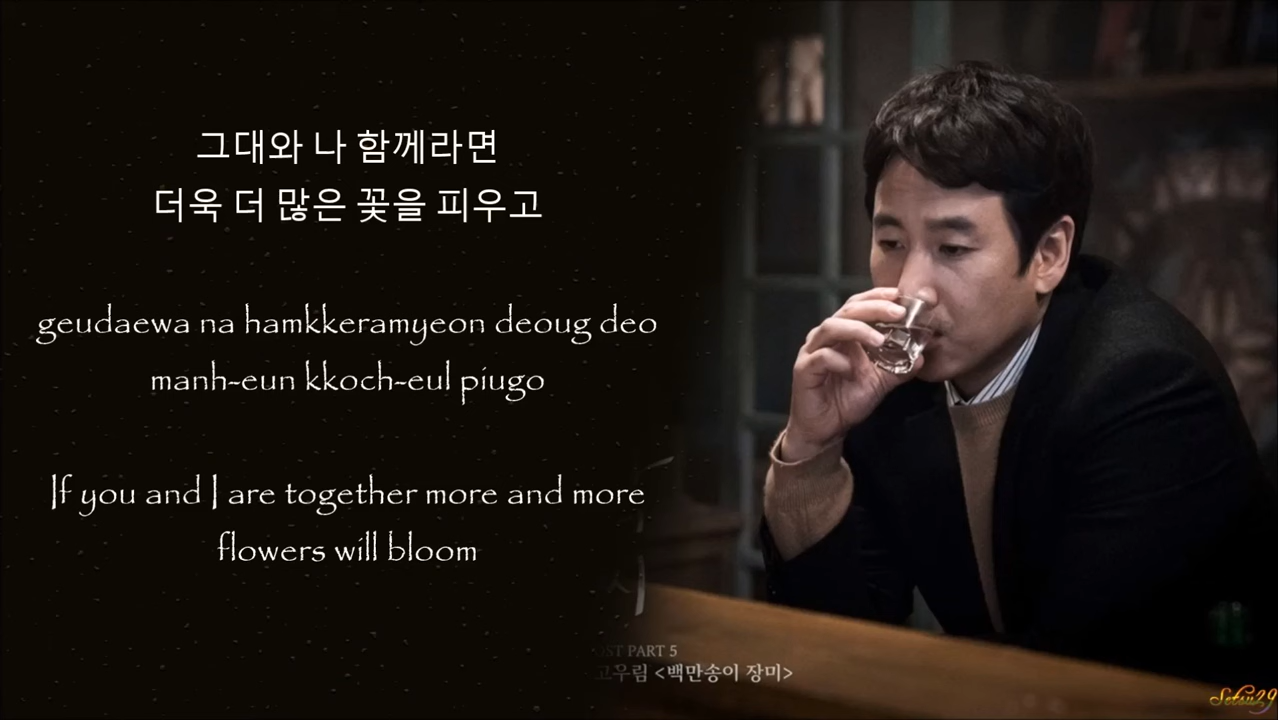 그대와 나 함께라면
더욱 더 많은 꽃을 피우고
geudaewa na hamkkeramyeon deoug deo
manh-eun kkoch-eul piugo
If you and I are together more and more
flowers will bloom
OST PART 5
고우림 <백만송이 장미>
Setsu29